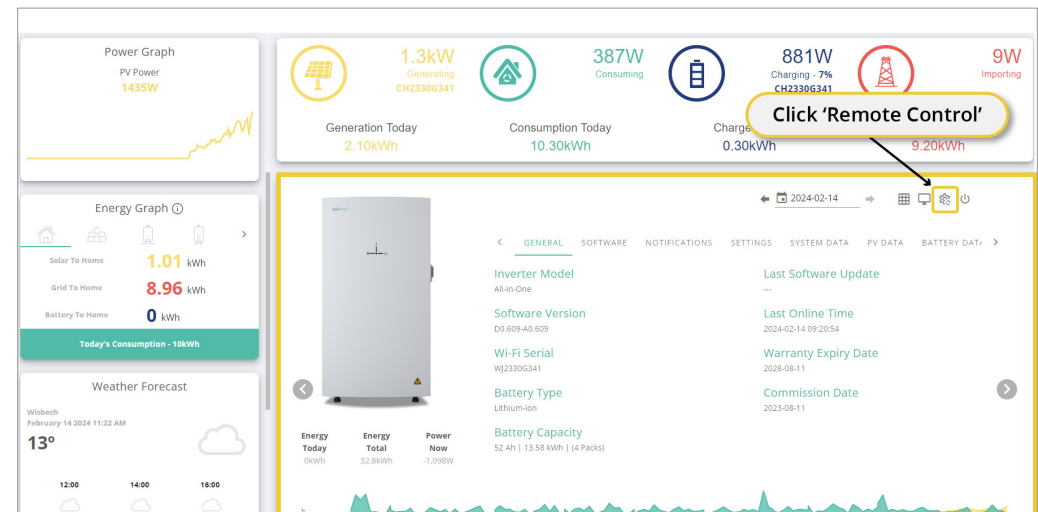 Power Graph
PV Power
1435W
1.3kW
Generating
CH2330G341
Generation Today
2.10kWh
387W
Consuming
Consumption Today
10.30kWh
881W
Charging - 7%
CH2330G341
Charge
0.30kWh
9W
Importing
9.20kWh
Click ‘Remote Control’
Energy Graph
Solar To Home 1.01 kWh
Grid To Home 8.96 kWh
Battery To Home 0 kWh
Today's Consumption - 10kWh
Weather Forecast
Wisbech
February 14 2024 11:22 AM
13°
12:00 14:00 16:00
2024-02-14
GENERAL SOFTWARE NOTIFICATIONS SETTINGS SYSTEM DATA PV DATA BATTERY DATA
Inverter Model
All-In-One
Software Version
D0.609-A0.609
Wi-Fi Serial
WJ2330G341
Battery Type
Lithium-ion
Battery Capacity
52 Ah | 13.58 kWh | (4 Packs)
Last Software Update
---
Last Online Time
2024-02-14 09:20:54
Warranty Expiry Date
2028-08-11
Commission Date
2023-08-11
Energy Today
0kWh
Energy Total
32.8kWh
Power Now
-1,098W